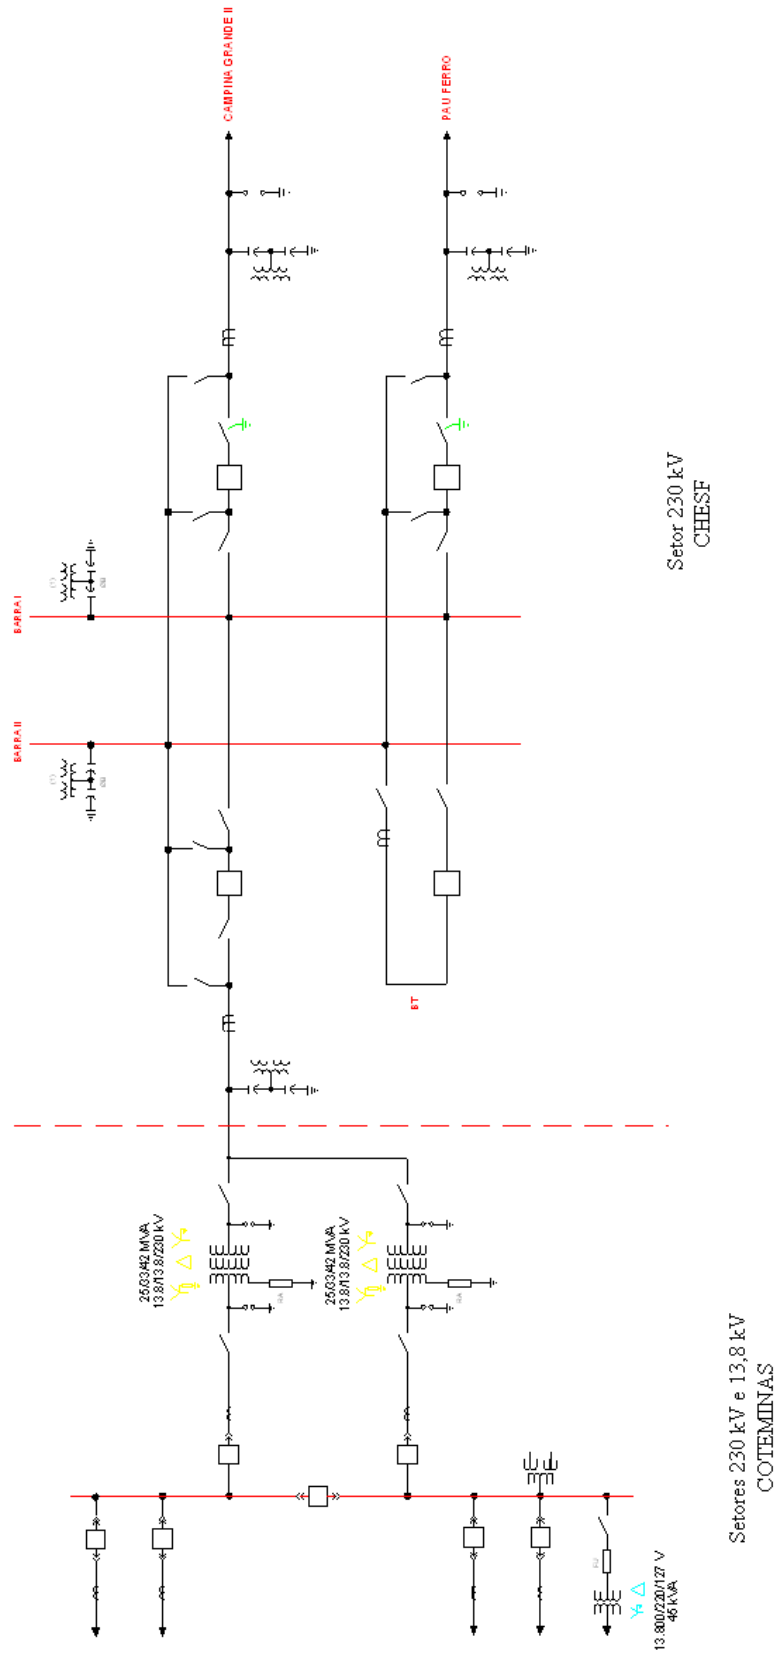 CAMPINA GRANDE II
PAU FERRO
Setor 230 kV
CHESF
BARRA I
BARRA II
BT
25/33/42 MVA
13.8/13.8/230 kV
25/33/42 MVA
13.8/13.8/230 kV
RA
RA
Setores 230 kV e 13,8 kV
COTEMINAS
13.800/220/127 V
45 kVA